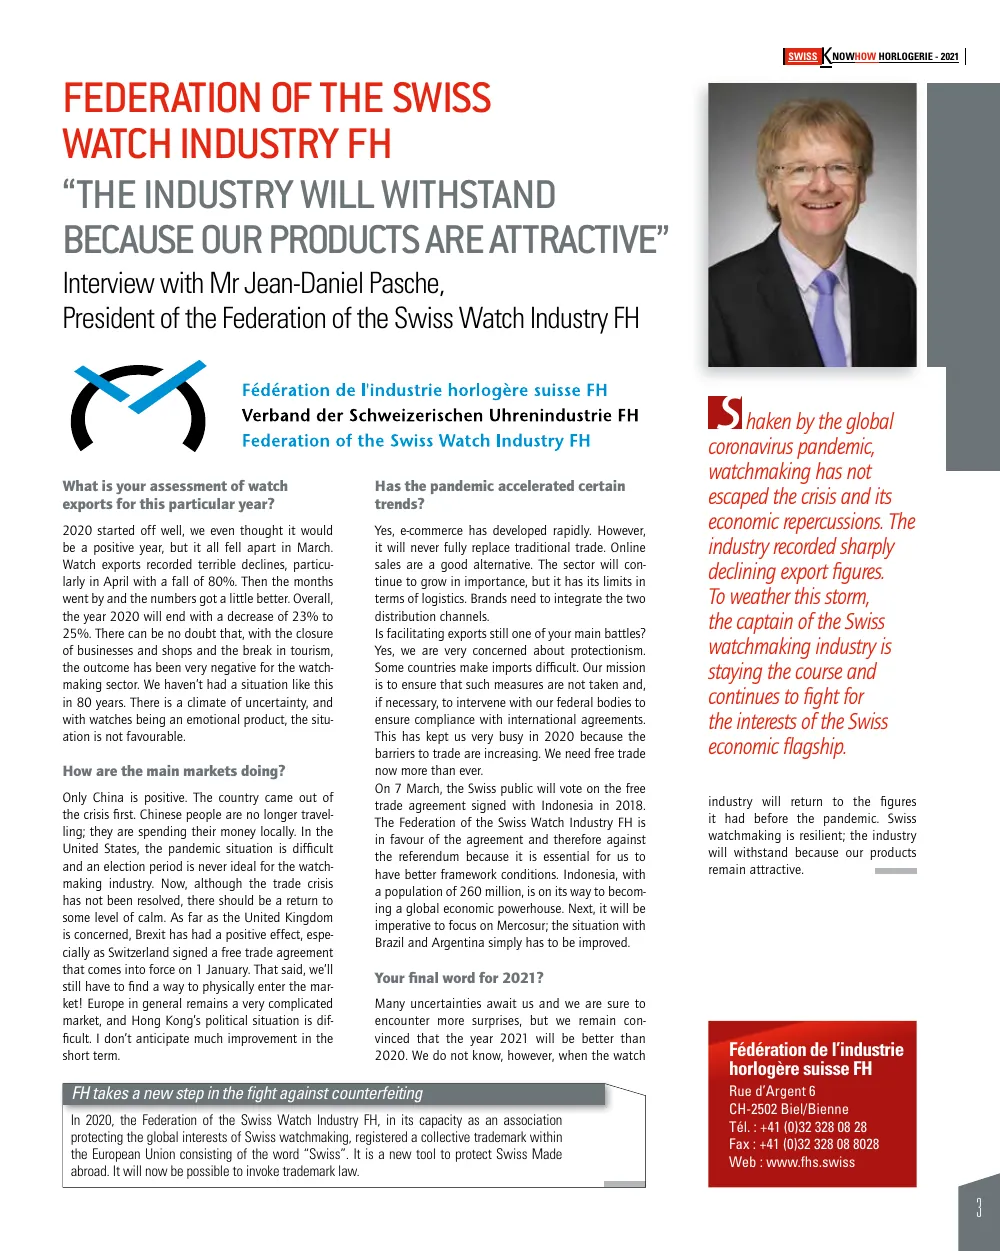 SWISS KNOWHOW HORLOGERIE - 2021
FEDERATION OF THE SWISS
WATCH INDUSTRY FH
“THE INDUSTRY WILL WITHSTAND
BECAUSE OUR PRODUCTS ARE ATTRACTIVE”
Interview with Mr Jean-Daniel Pasche,
President of the Federation of the Swiss Watch Industry FH
Fédération de l'industrie horlogère suisse FH
Verband der Schweizerischen Uhrenindustrie FH
Federation of the Swiss Watch Industry FH
What is your assessment of watch
exports for this particular year?
2020 started off well, we even thought it would
be a positive year, but it all fell apart in March.
Watch exports recorded terrible declines, particu-
larly in April with a fall of 80%. Then the months
went by and the numbers got a little better. Overall,
the year 2020 will end with a decrease of 23% to
25%. There can be no doubt that, with the closure
of businesses and shops and the break in tourism,
the outcome has been very negative for the watch-
making sector. We haven’t had a situation like this
in 80 years. There is a climate of uncertainty, and
with watches being an emotional product, the situ-
ation is not favourable.
How are the main markets doing?
Only China is positive. The country came out of
the crisis first. Chinese people are no longer travel-
ling; they are spending their money locally. In the
United States, the pandemic situation is difficult
and an election period is never ideal for the watch-
making industry. Now, although the trade crisis
has not been resolved, there should be a return to
some level of calm. As far as the United Kingdom
is concerned, Brexit has had a positive effect, espe-
cially as Switzerland signed a free trade agreement
that comes into force on 1 January. That said, we’ll
still have to find a way to physically enter the mar-
ket! Europe in general remains a very complicated
market, and Hong Kong’s political situation is dif-
ficult. I don’t anticipate much improvement in the
short term.
Has the pandemic accelerated certain
trends?
Yes, e-commerce has developed rapidly. However,
it will never fully replace traditional trade. Online
sales are a good alternative. The sector will con-
tinue to grow in importance, but it has its limits in
terms of logistics. Brands need to integrate the two
distribution channels.
Is facilitating exports still one of your main battles?
Yes, we are very concerned about protectionism.
Some countries make imports difficult. Our mission
is to ensure that such measures are not taken and,
if necessary, to intervene with our federal bodies to
ensure compliance with international agreements.
This has kept us very busy in 2020 because the
barriers to trade are increasing. We need free trade
now more than ever.
On 7 March, the Swiss public will vote on the free
trade agreement signed with Indonesia in 2018.
The Federation of the Swiss Watch Industry FH is
in favour of the agreement and therefore against
the referendum because it is essential for us to
have better framework conditions. Indonesia, with
a population of 260 million, is on its way to becom-
ing a global economic powerhouse. Next, it will be
imperative to focus on Mercosur; the situation with
Brazil and Argentina simply has to be improved.
Your final word for 2021?
Many uncertainties await us and we are sure to
encounter more surprises, but we remain con-
vinced that the year 2021 will be better than
2020. We do not know, however, when the watch
Shaken by the global
coronavirus pandemic,
watchmaking has not
escaped the crisis and its
economic repercussions. The
industry recorded sharply
declining export figures.
To weather this storm,
the captain of the Swiss
watchmaking industry is
staying the course and
continues to fight for
the interests of the Swiss
economic flagship.
industry will return to the figures
it had before the pandemic. Swiss
watchmaking is resilient; the industry
will withstand because our products
remain attractive.
FH takes a new step in the fight against counterfeiting
In 2020, the Federation of the Swiss Watch Industry FH, in its capacity as an association
protecting the global interests of Swiss watchmaking, registered a collective trademark within
the European Union consisting of the word “Swiss”. It is a new tool to protect Swiss Made
abroad. It will now be possible to invoke trademark law.
Fédération de l’industrie
horlogère suisse FH
Rue d’Argent 6
CH-2502 Biel/Bienne
Tél. : +41 (0)32 328 08 28
Fax : +41 (0)32 328 08 8028
Web : www.fhs.swiss
3